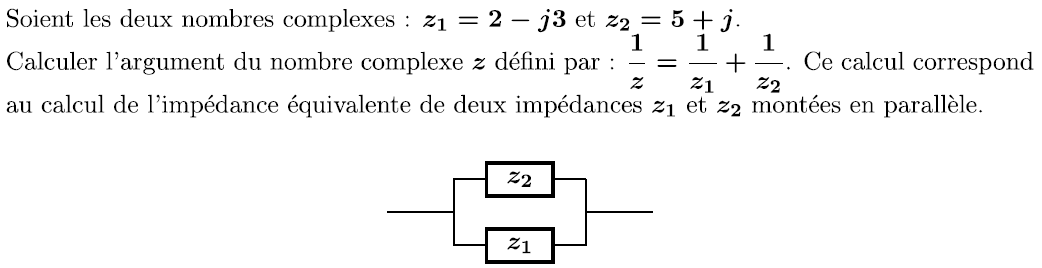 Soient les deux nombres complexes : z₁ = 2 − j3 et z₂ = 5 + j.
Calculer l'argument du nombre complexe z défini par : 1/z = 1/z₁ + 1/z₂. Ce calcul correspond
au calcul de l'impédance équivalente de deux impédances z₁ et z₂ montées en parallèle.
z₂
z₁